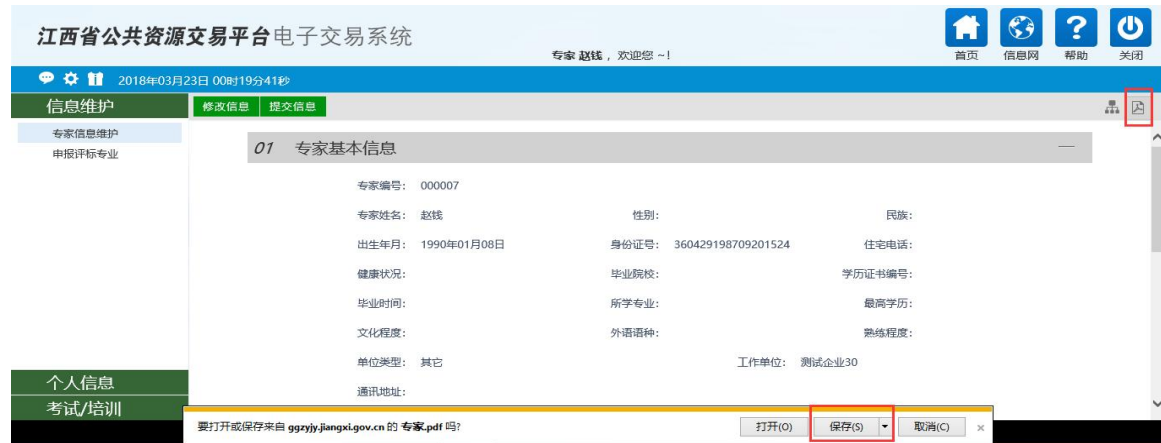 江西省公共资源交易平台电子交易系统
专家 赵钱 ， 欢迎您 ~!
首页 信息网 帮助 关闭
2018年03月23日 00时19分41秒
信息维护 修改信息 提交信息
专家信息维护
申报评标专业
01 专家基本信息
专家编号： 000007
专家姓名： 赵钱 性别： 民族：
出生年月： 1990年01月08日 身份证号： 360429198709201524 住宅电话：
健康状况： 毕业院校： 学历证书编号：
毕业时间： 所学专业： 最高学历：
文化程度： 外语语种： 熟练程度：
单位类型： 其它 工作单位： 测试企业30
通讯地址：
个人信息
考试/培训
要打开或保存来自 ggzyjy.jiangxi.gov.cn 的 专家.pdf 吗? 打开(O) 保存(S) 取消(C) ×